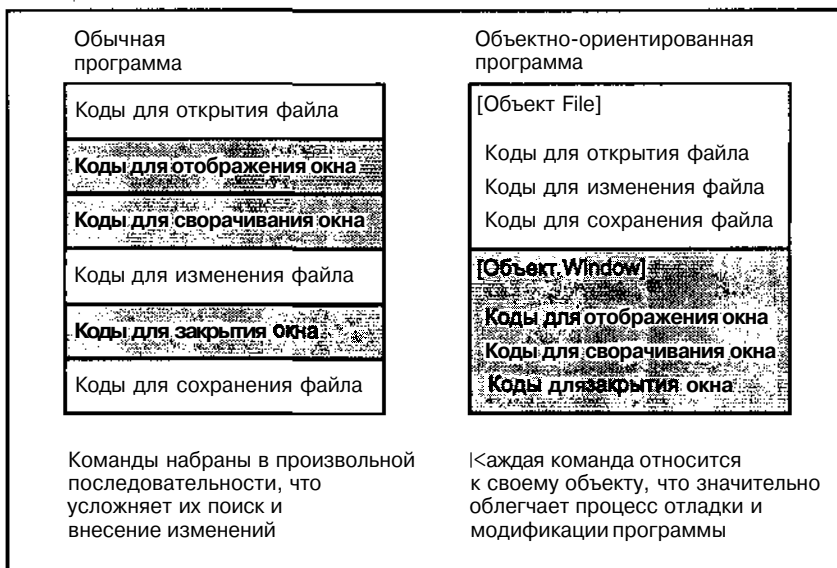 Обычная
программа
Коды для открытия файла
Коды для отображения окна
Коды для сворачивания окна
Коды для изменения файла
Коды для закрытия окна
Коды для сохранения файла
Команды набраны в произвольной
последовательности, что
усложняет их поиск и
внесение изменений
Объектно-ориентированная
программа
[Объект File]
Коды для открытия файла
Коды для изменения файла
Коды для сохранения файла
[Объект.Window]
Коды для отображения окна
Коды для сворачивания окна
Коды для закрытия окна
Каждая команда относится
к своему объекту, что значительно
облегчает процесс отладки и
модификации программы